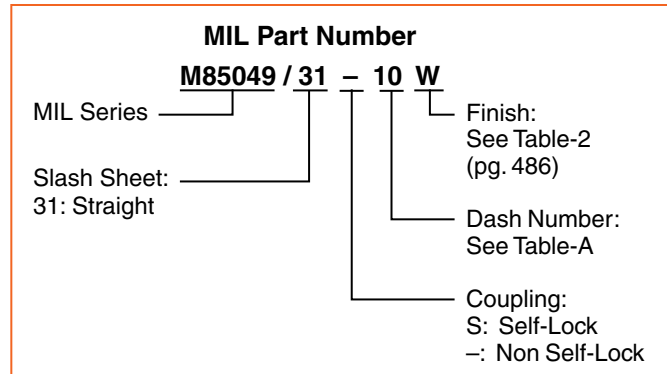 MIL Part Number
M85049 / 31 – 10 W
MIL Series
Slash Sheet:
31: Straight
Finish:
See Table-2
(pg. 486)
Dash Number:
See Table-A
Coupling:
S: Self-Lock
–: Non Self-Lock